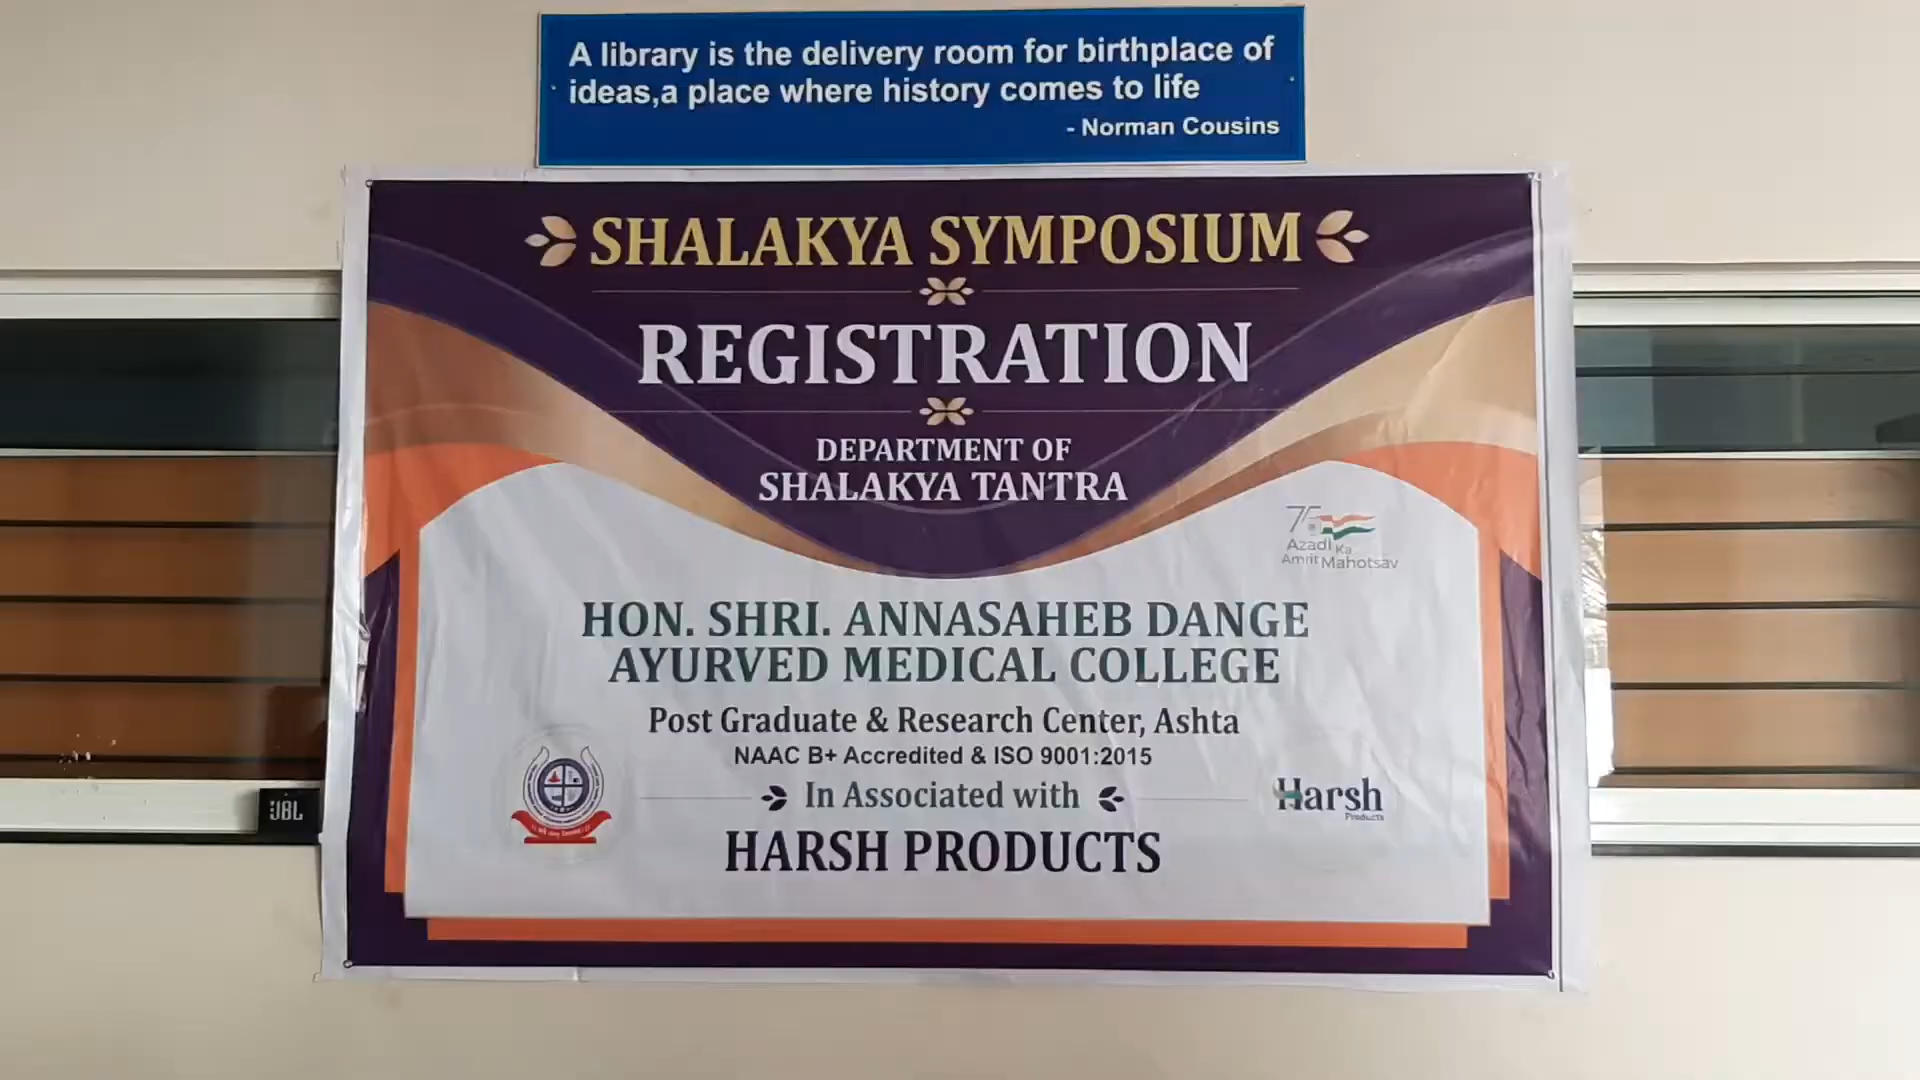 A library is the delivery room for birthplace of
ideas,a place where history comes to life
- Norman Cousins
SHALAKYA SYMPOSIUM
REGISTRATION
DEPARTMENT OF
SHALAKYA TANTRA
75
Azadi Ka
Amrit Mahotsav
HON. SHRI. ANNASAHEB DANGE
AYURVED MEDICAL COLLEGE
Post Graduate & Research Center, Ashta
NAAC B+ Accredited & ISO 9001:2015
In Associated with
HARSH PRODUCTS
Harsh
Products
JBL